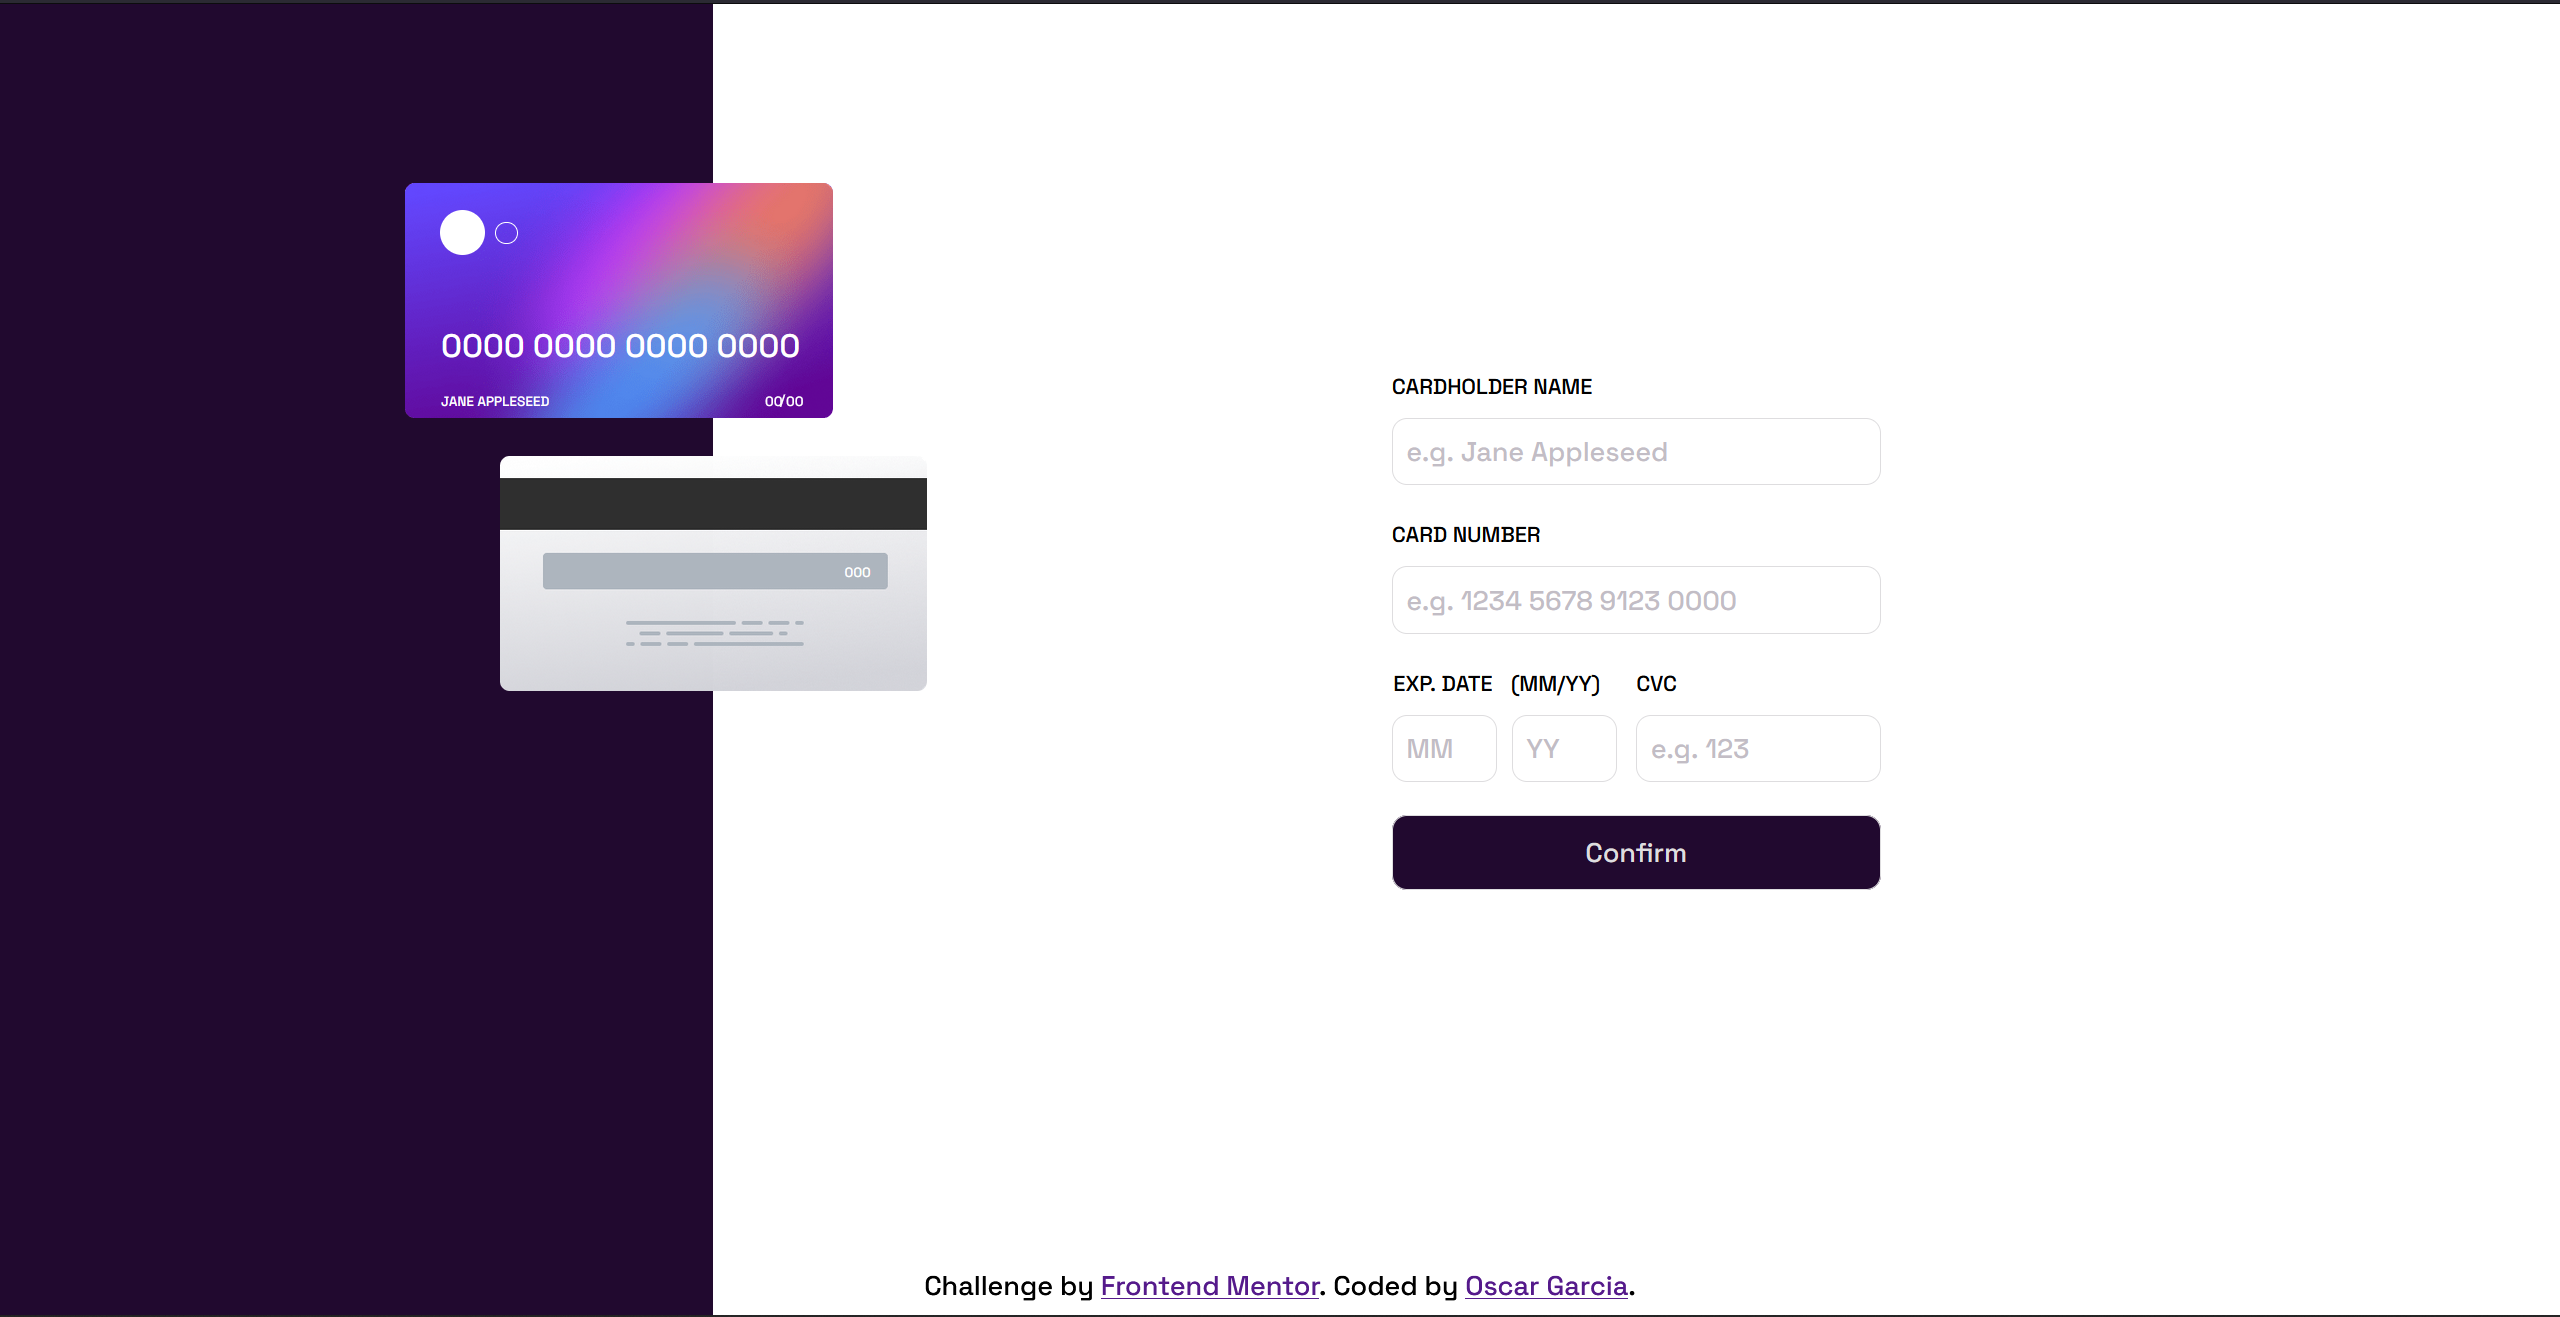 0000 0000 0000 0000
JANE APPLESEED 00/00
000
CARDHOLDER NAME
e.g. Jane Appleseed
CARD NUMBER
e.g. 1234 5678 9123 0000
EXP. DATE (MM/YY) CVC
MM YY e.g. 123
Confirm
Challenge by Frontend Mentor. Coded by Oscar Garcia.